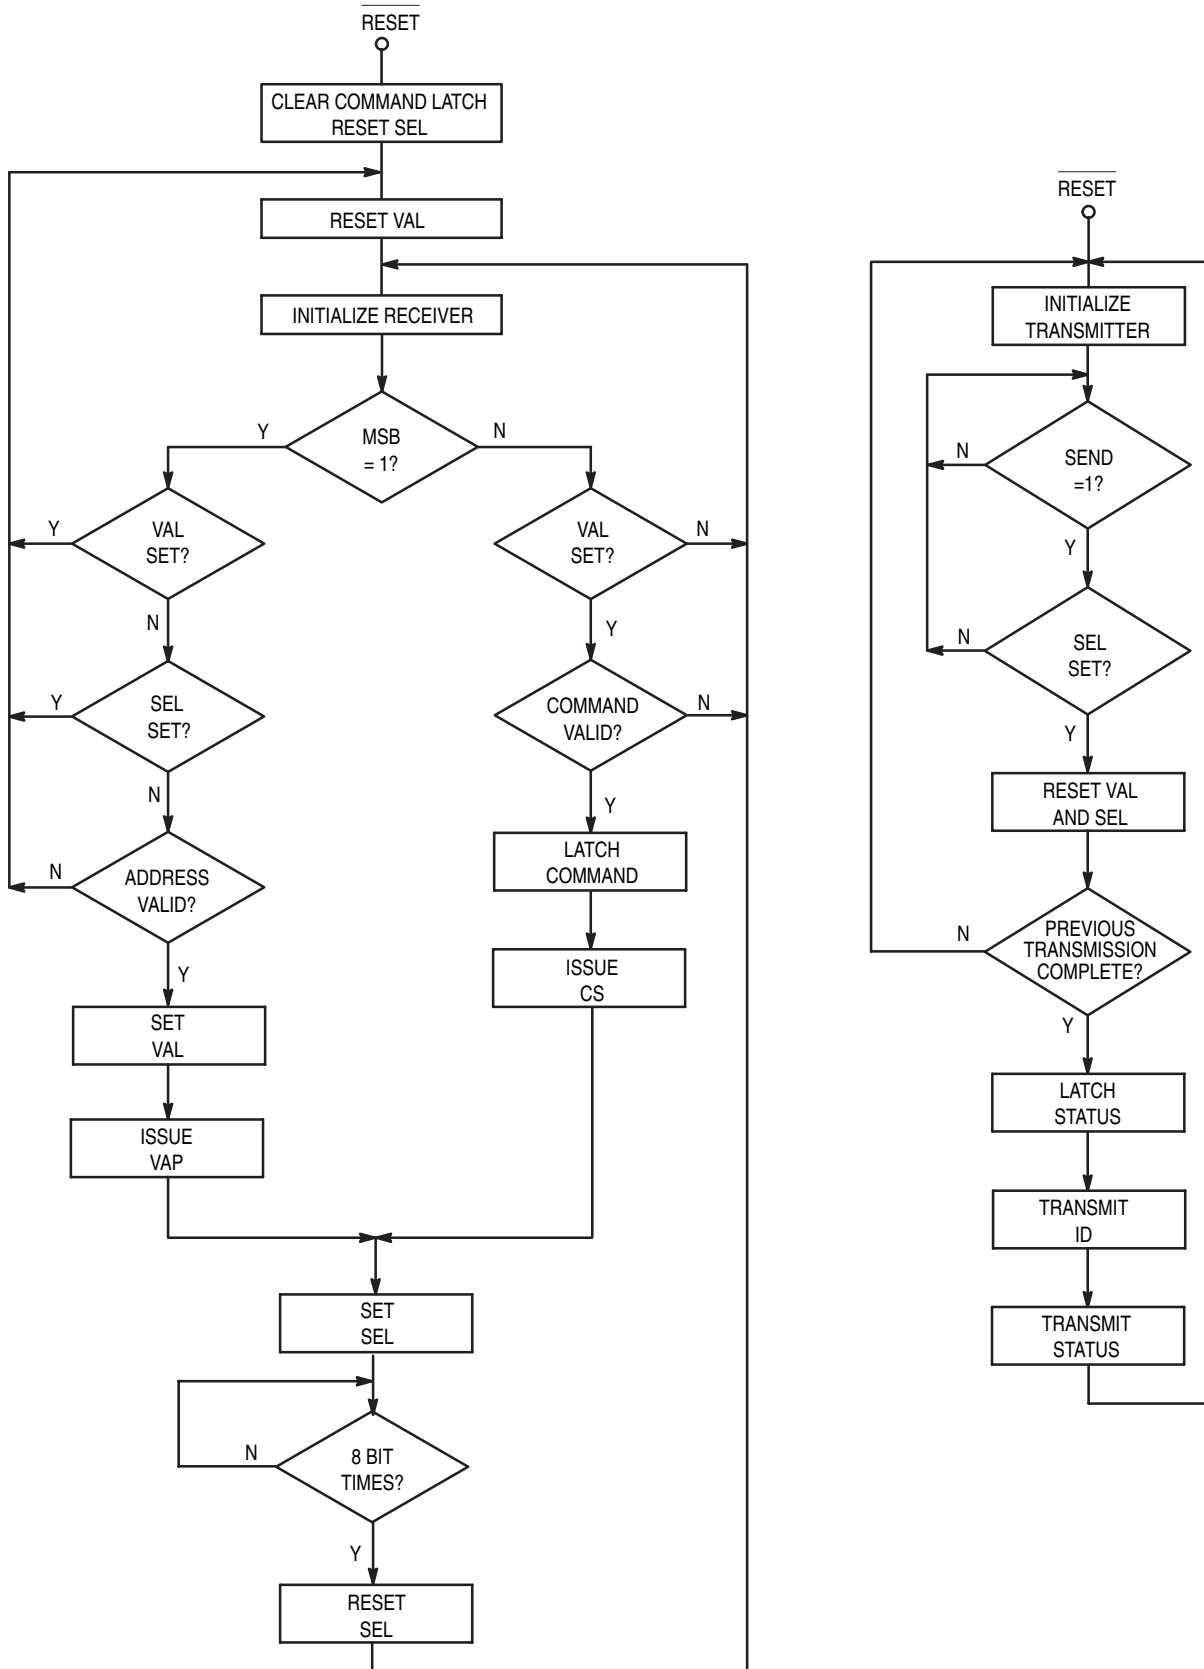 RESET
CLEAR COMMAND LATCH
RESET SEL
RESET VAL
INITIALIZE RECEIVER
MSB
= 1?
Y
N
VAL
SET?
Y
N
SEL
SET?
Y
N
ADDRESS
VALID?
N
Y
SET
VAL
ISSUE
VAP
VAL
SET?
N
Y
COMMAND
VALID?
N
Y
LATCH
COMMAND
ISSUE
CS
SET
SEL
8 BIT
TIMES?
N
Y
RESET
SEL
RESET
INITIALIZE
TRANSMITTER
SEND
=1?
N
Y
SEL
SET?
N
Y
RESET VAL
AND SEL
PREVIOUS
TRANSMISSION
COMPLETE?
N
Y
LATCH
STATUS
TRANSMIT
ID
TRANSMIT
STATUS